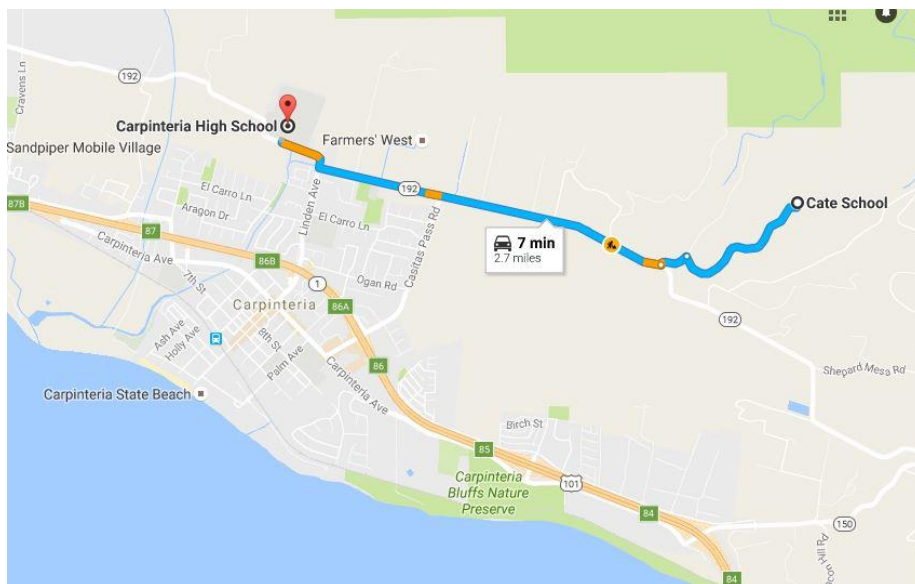 192
Cravens Ln
Carpinteria High School
Farmers' West
Sandpiper Mobile Village
El Carro Ln
192
Linden Ave
87B
Aragon Dr
El Carro Ln
Cate School
87
Casitas Pass Rd
7 min
2.7 miles
Carpinteria Ave
86B
7th St
1
Ogan Rd
Carpinteria
86A
192
Ash Ave
Holly Ave
8th St
Palm Ave
86
Shepard Mesa Rd
Carpinteria State Beach
Carpinteria Ave
Birch St
85
Carpinteria
Bluffs Nature
Preserve
101
84
150
84